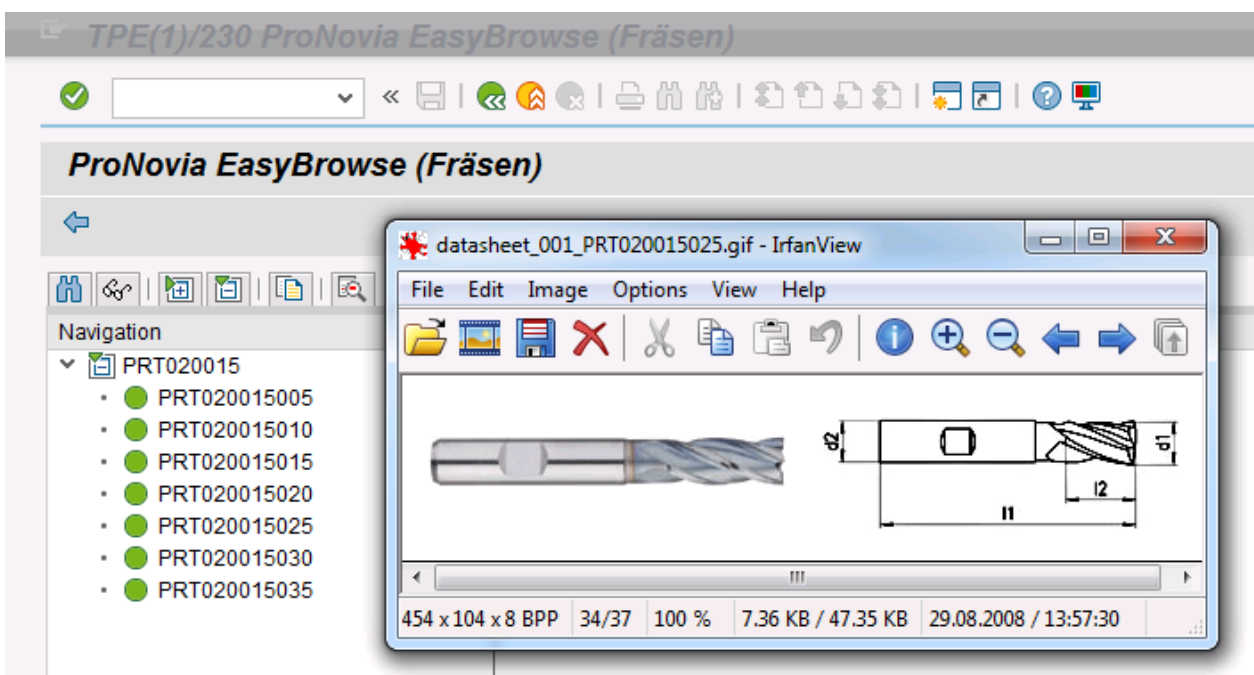 TPE(1)/230 ProNovia EasyBrowse (Fräsen)
ProNovia EasyBrowse (Fräsen)
datasheet_001_PRT020015025.gif - IrfanView
File Edit Image Options View Help
Navigation
PRT020015
PRT020015005
PRT020015010
PRT020015015
PRT020015020
PRT020015025
PRT020015030
PRT020015035
d2
d1
l2
l1
454 x 104 x 8 BPP 34/37 100 % 7.36 KB / 47.35 KB 29.08.2008 / 13:57:30